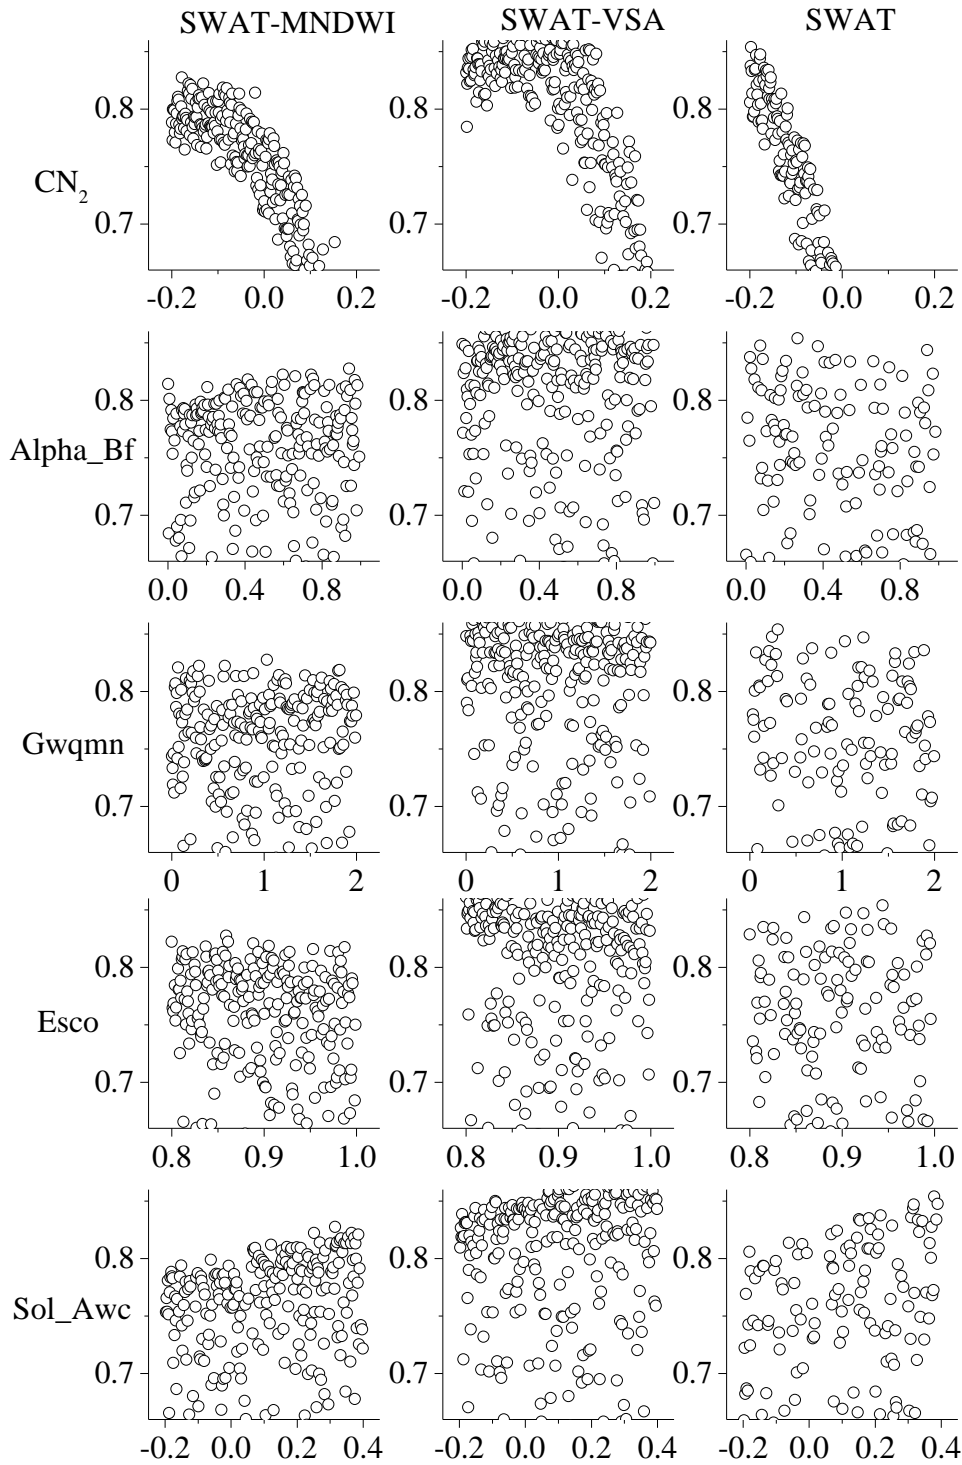 SWAT-MNDWI SWAT-VSA SWAT
0.8 0.8 0.8
CN2
0.7 0.7 0.7
-0.2 0.0 0.2 -0.2 0.0 0.2 -0.2 0.0 0.2
0.8 0.8 0.8
Alpha_Bf
0.7 0.7 0.7
0.0 0.4 0.8 0.0 0.4 0.8 0.0 0.4 0.8
0.8 0.8 0.8
Gwqmn
0.7 0.7 0.7
0 1 2 0 1 2 0 1 2
0.8 0.8 0.8
Esco
0.7 0.7 0.7
0.8 0.9 1.0 0.8 0.9 1.0 0.8 0.9 1.0
0.8 0.8 0.8
Sol_Awc
0.7 0.7 0.7
-0.2 0.0 0.2 0.4 -0.2 0.0 0.2 0.4 -0.2 0.0 0.2 0.4